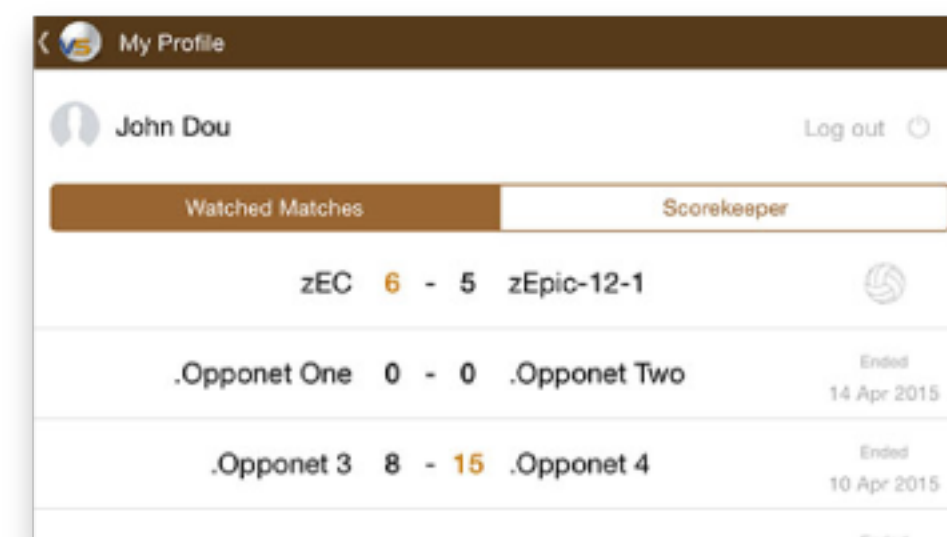 VS My Profile
John Dou Log out
Watched Matches Scorekeeper
zEC 6 - 5 zEpic-12-1
.Opponet One 0 - 0 .Opponet Two Ended
14 Apr 2015
.Opponet 3 8 - 15 .Opponet 4 Ended
10 Apr 2015